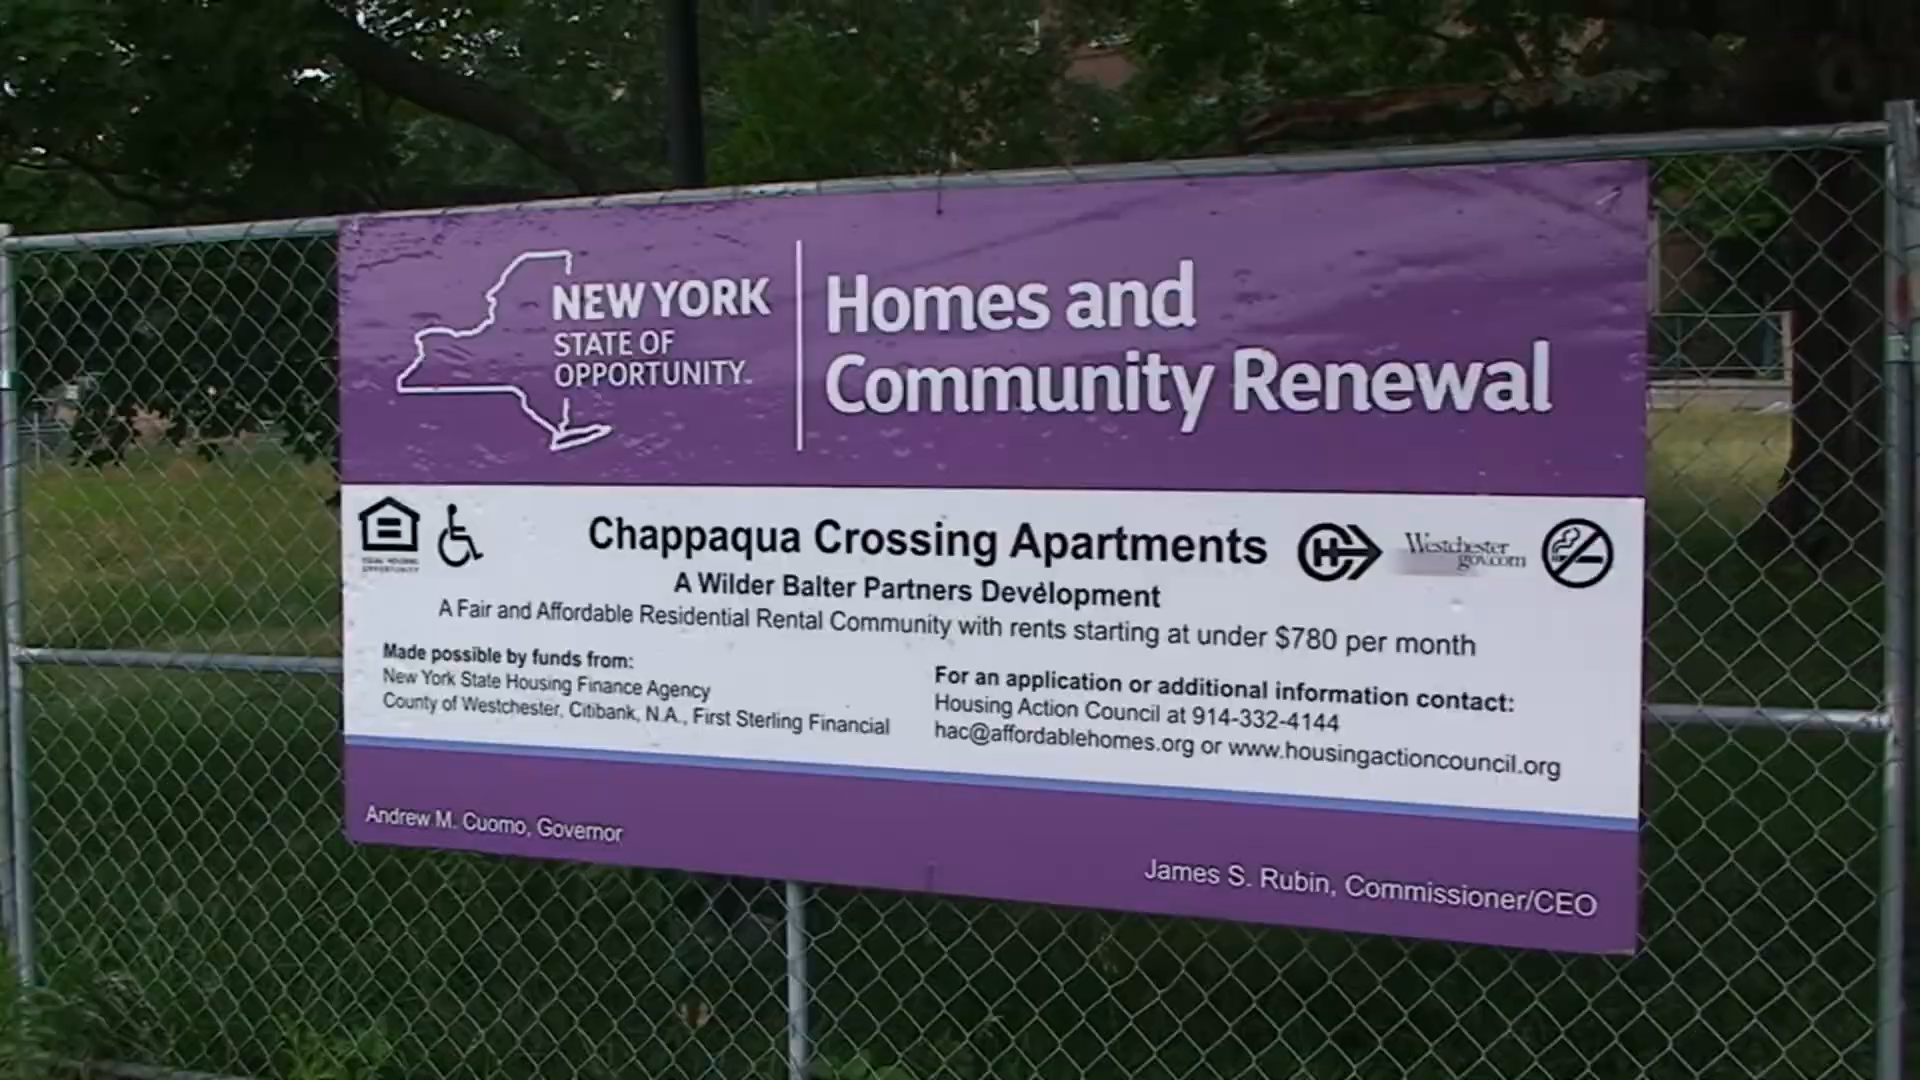 NEW YORK
STATE OF
OPPORTUNITY.
Homes and
Community Renewal
EQUAL HOUSING
OPPORTUNITY
Chappaqua Crossing Apartments
H
Westchester
gov.com
A Wilder Balter Partners Development
A Fair and Affordable Residential Rental Community with rents starting at under $780 per month
Made possible by funds from:
New York State Housing Finance Agency
County of Westchester, Citibank, N.A., First Sterling Financial
For an application or additional information contact:
Housing Action Council at 914-332-4144
hac@affordablehomes.org or www.housingactioncouncil.org
Andrew M. Cuomo, Governor
James S. Rubin, Commissioner/CEO